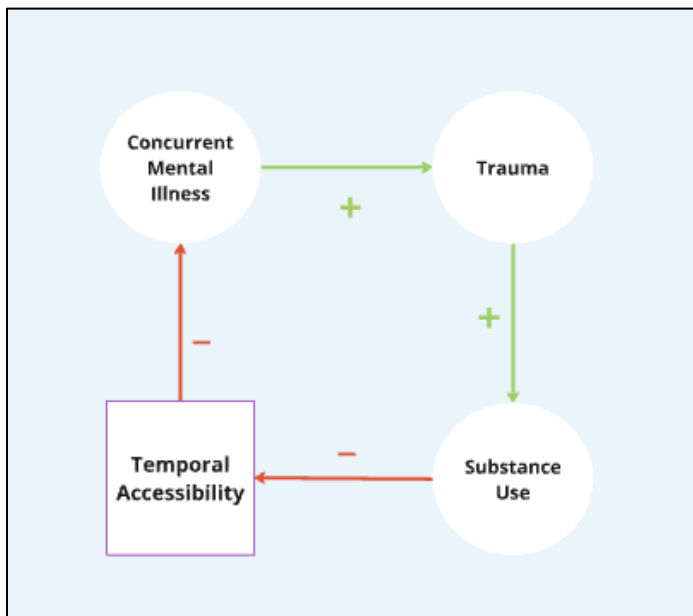 Concurrent
Mental
Illness
Trauma
+
+
−
−
Temporal
Accessibility
Substance
Use